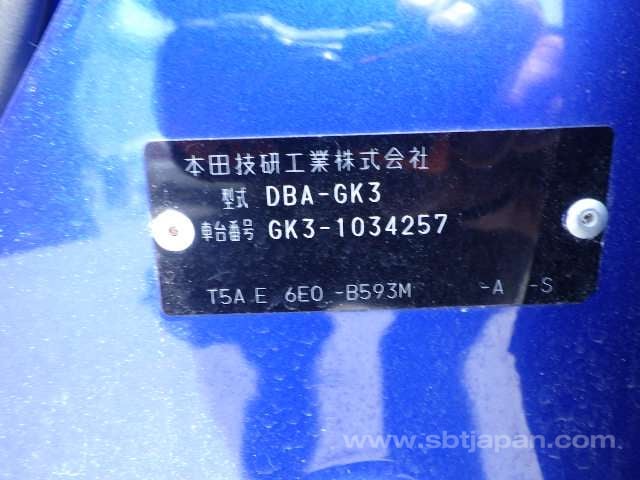 本田技研工業株式会社
型式 DBA-GK3
車台番号 GK3-1034257
T5A E 6E0 -B593M -A -S
www.sbtjapan.com